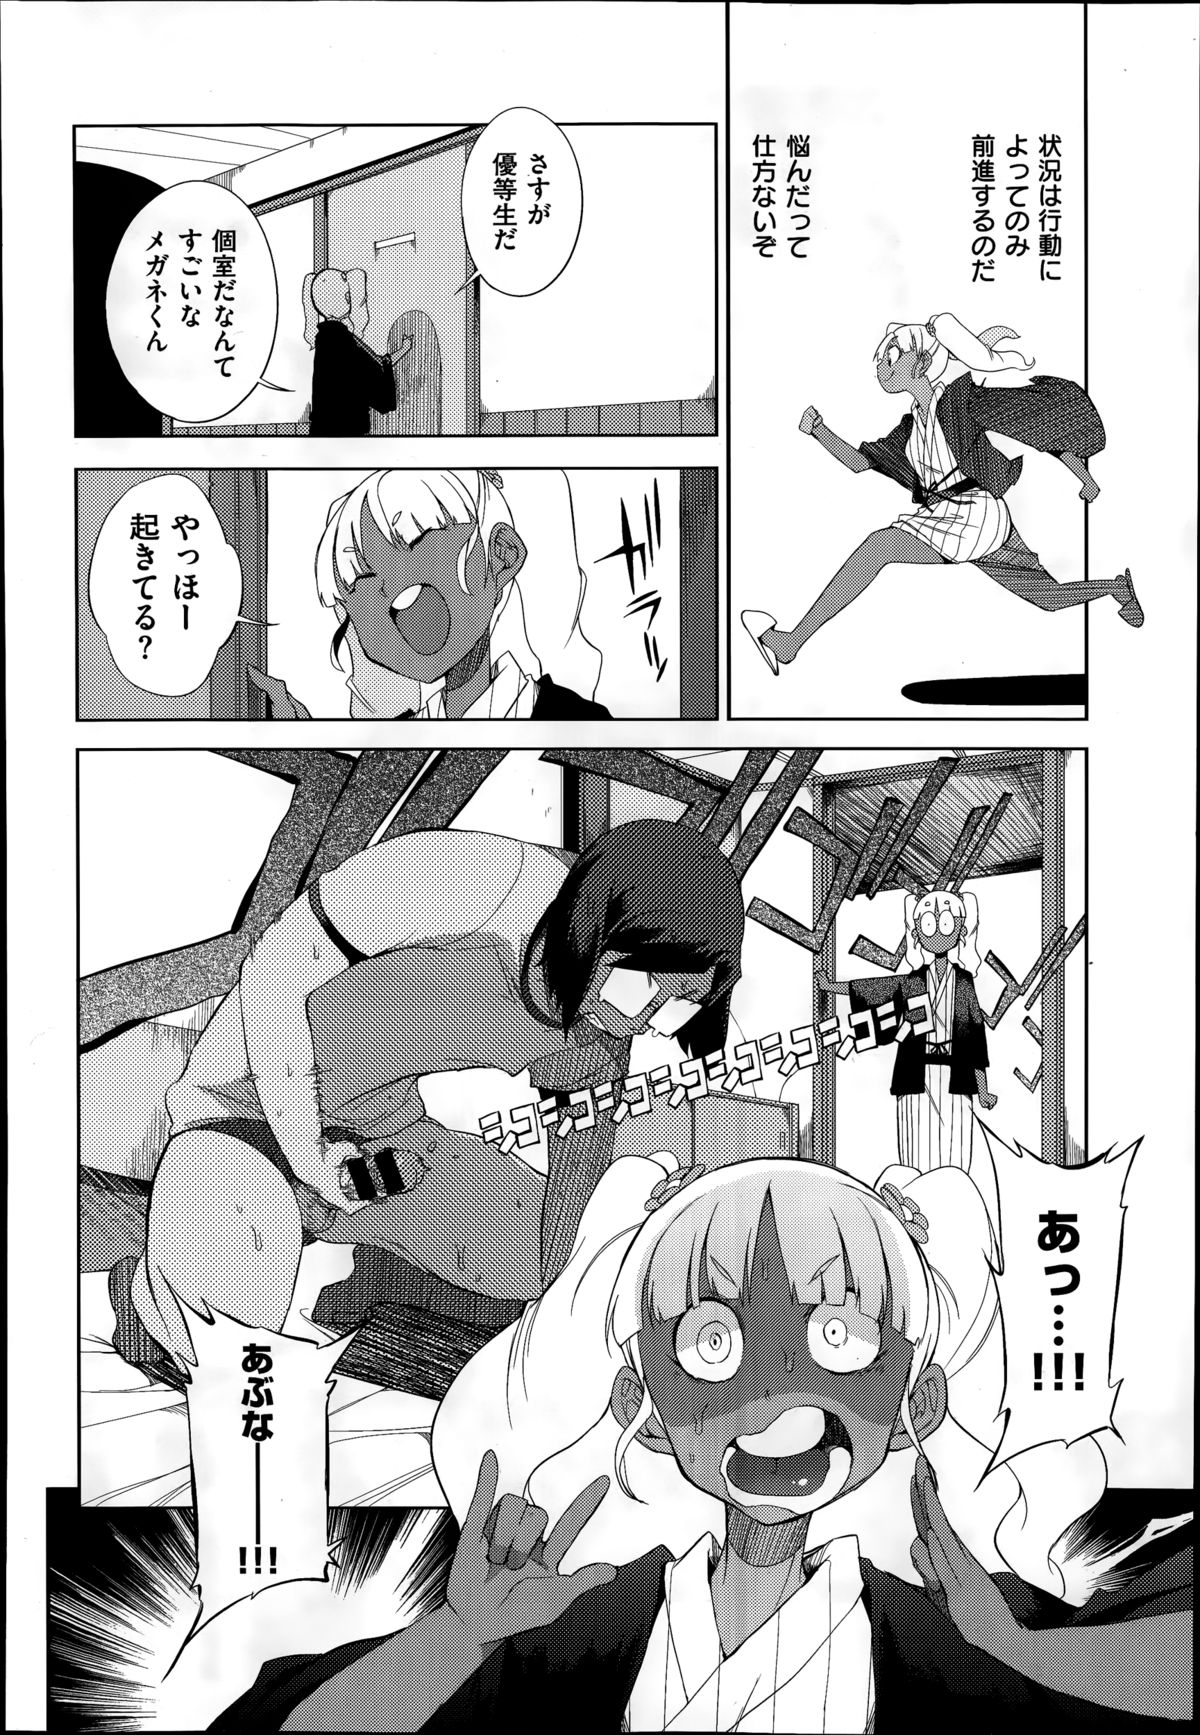 状況は行動に
よってのみ
前進するのだ
悩んだって
仕方ないぞ
さすが
優等生だ
個室だなんて
すごいな
メガネくん
ガラッ
やっほー
起きてる?
シコシコシコシコシコシコシコ
あっ…!!!
あぶなーーー!!!